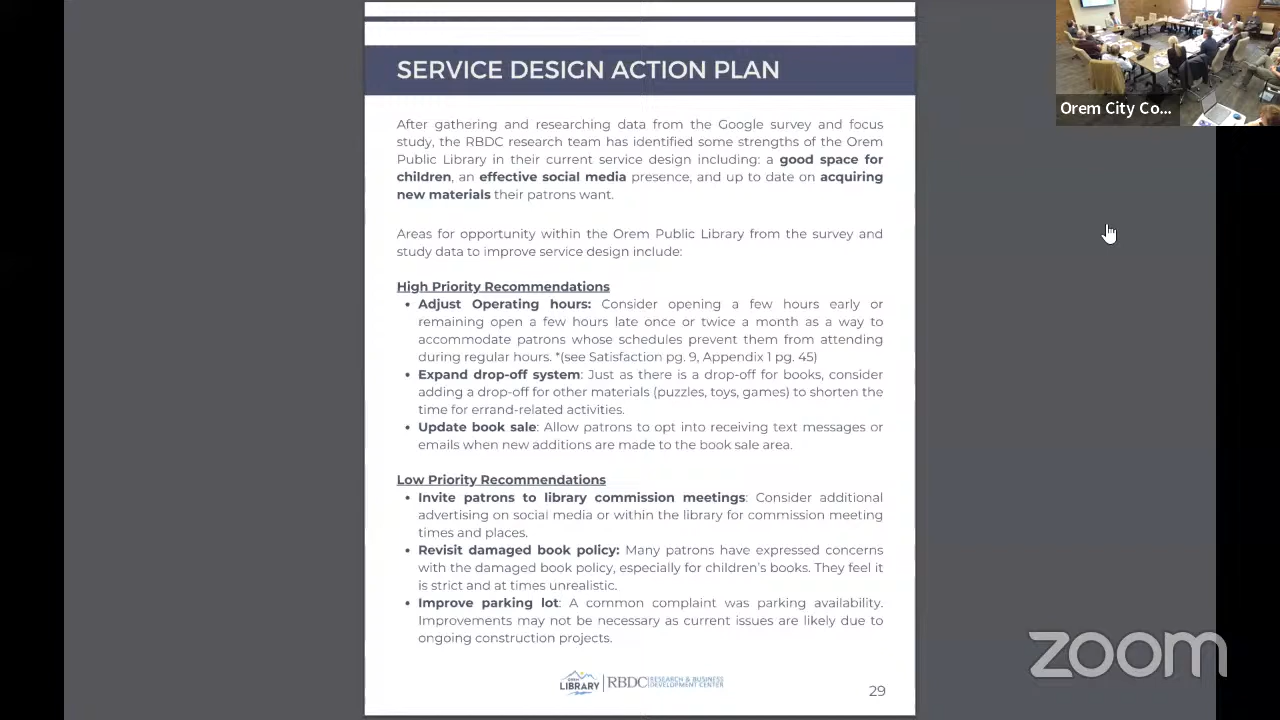 SERVICE DESIGN ACTION PLAN
Orem City Co...
After gathering and researching data from the Google survey and focus
study, the RBDC research team has identified some strengths of the Orem
Public Library in their current service design including: a good space for
children, an effective social media presence, and up to date on acquiring
new materials their patrons want.
Areas for opportunity within the Orem Public Library from the survey and
study data to improve service design include:
High Priority Recommendations
• Adjust Operating hours: Consider opening a few hours early or
remaining open a few hours late once or twice a month as a way to
accommodate patrons whose schedules prevent them from attending
during regular hours. *(see Satisfaction pg. 9, Appendix 1 pg. 45)
• Expand drop-off system: Just as there is a drop-off for books, consider
adding a drop-off for other materials (puzzles, toys, games) to shorten the
time for errand-related activities.
• Update book sale: Allow patrons to opt into receiving text messages or
emails when new additions are made to the book sale area.
Low Priority Recommendations
• Invite patrons to library commission meetings: Consider additional
advertising on social media or within the library for commission meeting
times and places.
• Revisit damaged book policy: Many patrons have expressed concerns
with the damaged book policy, especially for children's books. They feel it
is strict and at times unrealistic.
• Improve parking lot: A common complaint was parking availability.
Improvements may not be necessary as current issues are likely due to
ongoing construction projects.
zoom
OREM
LIBRARY
RBDC
RESEARCH & BUSINESS
DEVELOPMENT CENTER
29